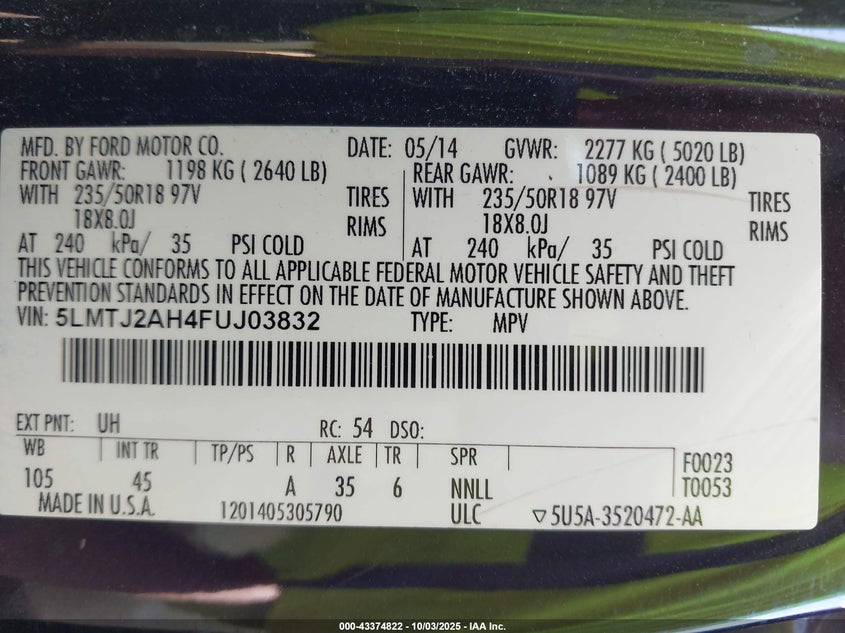 MFD. BY FORD MOTOR CO. DATE: 05/14 GVWR: 2277 KG ( 5020 LB)
FRONT GAWR: 1198 KG ( 2640 LB) REAR GAWR: 1089 KG ( 2400 LB)
WITH 235/50R18 97V TIRES WITH 235/50R18 97V TIRES
18X8.0J RIMS 18X8.0J RIMS
AT 240 kPa/ 35 PSI COLD AT 240 kPa/ 35 PSI COLD
THIS VEHICLE CONFORMS TO ALL APPLICABLE FEDERAL MOTOR VEHICLE SAFETY AND THEFT
PREVENTION STANDARDS IN EFFECT ON THE DATE OF MANUFACTURE SHOWN ABOVE.
VIN: 5LMTJ2AH4FUJ03832 TYPE: MPV
EXT PNT: UH RC: 54 DSO:
WB INT TR TP/PS R AXLE TR SPR F0023
105 45 A 35 6 NNLL T0053
MADE IN U.S.A. 1201405305790 ULC ▽5U5A-3520472-AA
000-43374822 | 10/03/2025 | IAA Inc.